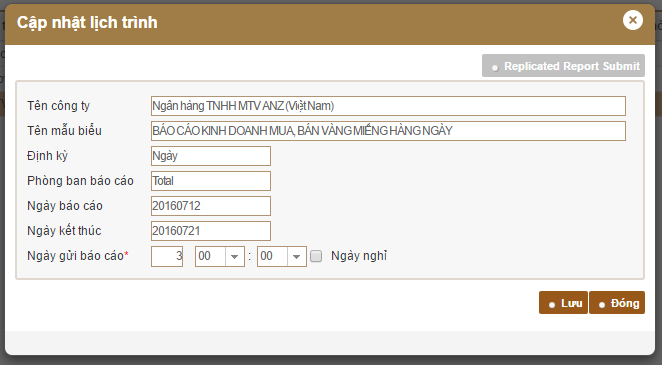 Cập nhật lịch trình
Replicated Report Submit
Tên công ty Ngân hàng TNHH MTV ANZ (Việt Nam)
Tên mẫu biểu BÁO CÁO KINH DOANH MUA, BÁN VÀNG MIẾNG HÀNG NGÀY
Định kỳ Ngày
Phòng ban báo cáo Total
Ngày báo cáo 20160712
Ngày kết thúc 20160721
Ngày gửi báo cáo* 3 00 : 00 Ngày nghỉ
Lưu Đóng